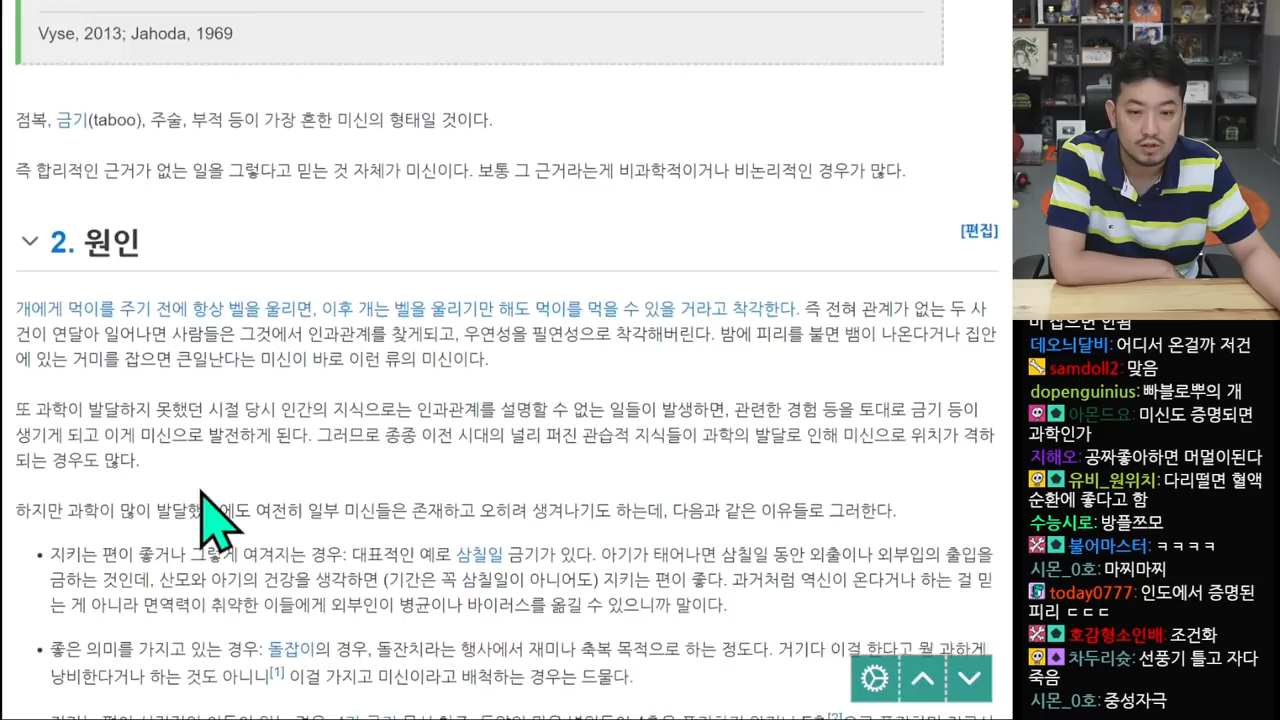 Vyse, 2013; Jahoda, 1969
점복, 금기(taboo), 주술, 부적 등이 가장 흔한 미신의 형태일 것이다.
즉 합리적인 근거가 없는 일을 그렇다고 믿는 것 자체가 미신이다. 보통 그 근거라는게 비과학적이거나 비논리적인 경우가 많다.
2. 원인
[편집]
개에게 먹이를 주기 전에 항상 벨을 울리면, 이후 개는 벨을 울리기만 해도 먹이를 먹을 수 있을 거라고 착각한다. 즉 전혀 관계가 없는 두 사
건이 연달아 일어나면 사람들은 그것에서 인과관계를 찾게되고, 우연성을 필연성으로 착각해버린다. 밤에 피리를 불면 뱀이 나온다거나 집안
에 있는 거미를 잡으면 큰일난다는 미신이 바로 이런 류의 미신이다.
또 과학이 발달하지 못했던 시절 당시 인간의 지식으로는 인과관계를 설명할 수 없는 일들이 발생하면, 관련한 경험 등을 토대로 금기 등이
생기게 되고 이게 미신으로 발전하게 된다. 그러므로 종종 이전 시대의 널리 퍼진 관습적 지식들이 과학의 발달로 인해 미신으로 위치가 격하
되는 경우도 많다.
하지만 과학이 많이 발달했 에도 여전히 일부 미신들은 존재하고 오히려 생겨나기도 하는데, 다음과 같은 이유들로 그러한다.
• 지키는 편이 좋거나 그렇게 여겨지는 경우: 대표적인 예로 삼칠일 금기가 있다. 아기가 태어나면 삼칠일 동안 외출이나 외부입의 출입을
금하는 것인데, 산모와 아기의 건강을 생각하면 (기간은 꼭 삼칠일이 아니어도) 지키는 편이 좋다. 과거처럼 역신이 온다거나 하는 걸 믿
는 게 아니라 면역력이 취약한 이들에게 외부인이 병균이나 바이러스를 옮길 수 있으니까 말이다.
• 좋은 의미를 가지고 있는 경우: 돌잡이의 경우, 돌잔치라는 행사에서 재미나 축복 목적으로 하는 정도다. 거기다 이걸 한다고 뭘 과하게
낭비한다거나 하는 것도 아니니[1] 이걸 가지고 미신이라고 배척하는 경우는 드물다.
데오늬달비: 어디서 온걸까 저건
samdoll2: 맞음
dopenguinius: 빠블로뿌의 개
아몬드요: 미신도 증명되면
과학인가
지해오: 공짜좋아하면 머멀이된다
유비_원위치: 다리떨면 혈액
순환에 좋다고 함
수능시로: 방플쯔모
불어마스터: ㅋㅋㅋㅋ
시몬_0호: 마찌마찌
today0777: 인도에서 증명된
피리 ㄷㄷㄷ
호감형소인배: 조건화
차두리슛: 선풍기 틀고 자다
죽음
시몬_0호: 중성자극